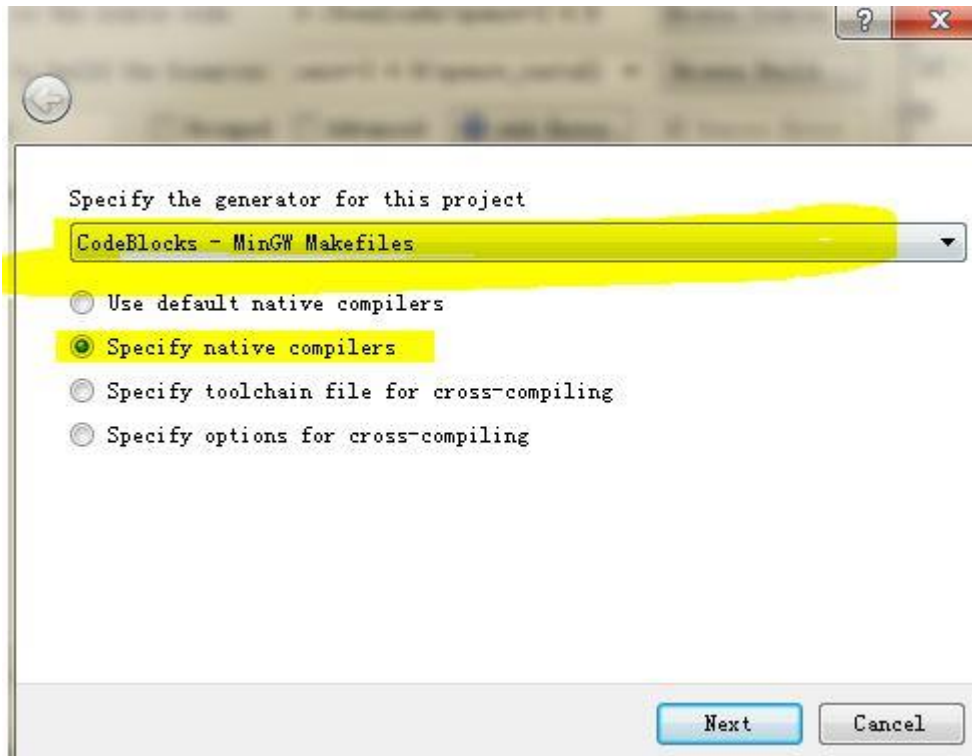 ?
X
Specify the generator for this project
CodeBlocks - MinGW Makefiles
Use default native compilers
Specify native compilers
Specify toolchain file for cross-compiling
Specify options for cross-compiling
Next
Cancel